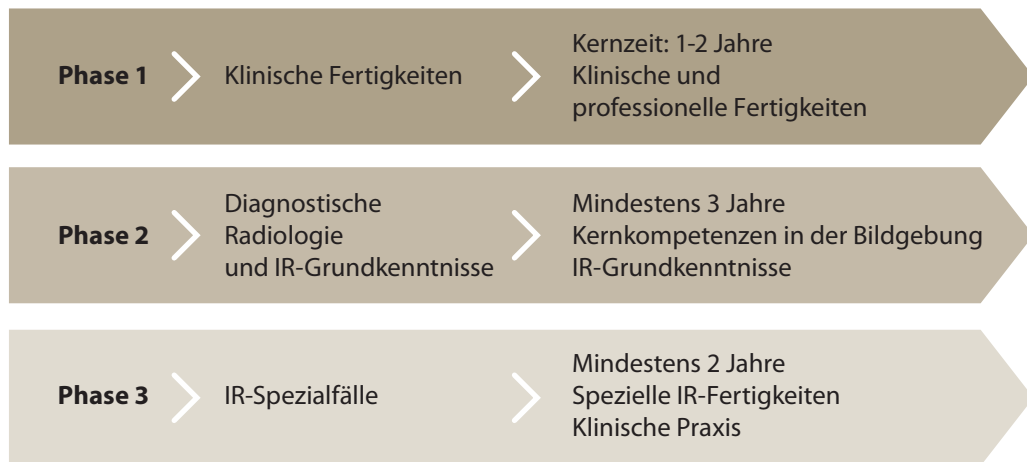 Phase 1
Klinische Fertigkeiten
Kernzeit: 1-2 Jahre
Klinische und
professionelle Fertigkeiten
Phase 2
Diagnostische
Radiologie
und IR-Grundkenntnisse
Mindestens 3 Jahre
Kernkompetenzen in der Bildgebung
IR-Grundkenntnisse
Phase 3
IR-Spezialfälle
Mindestens 2 Jahre
Spezielle IR-Fertigkeiten
Klinische Praxis